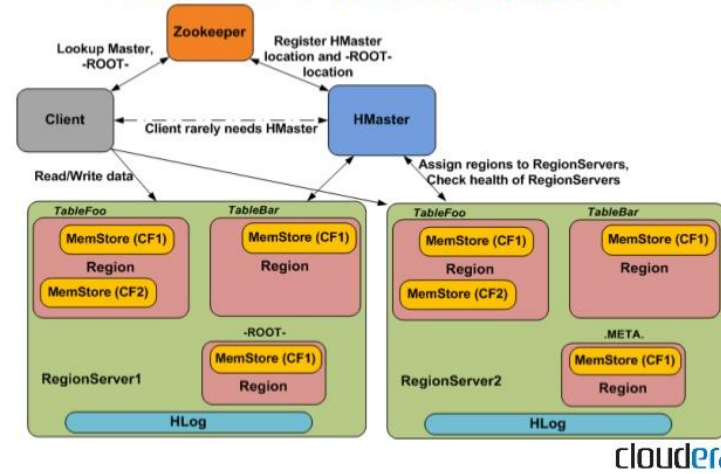 Zookeeper
Lookup Master,
-ROOT-
Register HMaster
location and -ROOT-
location
Client
Client rarely needs HMaster
HMaster
Read/Write data
Assign regions to RegionServers,
Check health of RegionServers
TableFoo
MemStore (CF1)
Region
MemStore (CF2)
TableBar
MemStore (CF1)
Region
-ROOT-
MemStore (CF1)
Region
RegionServer1
HLog
TableFoo
MemStore (CF1)
Region
MemStore (CF2)
TableBar
MemStore (CF1)
Region
.META.
MemStore (CF1)
Region
RegionServer2
HLog